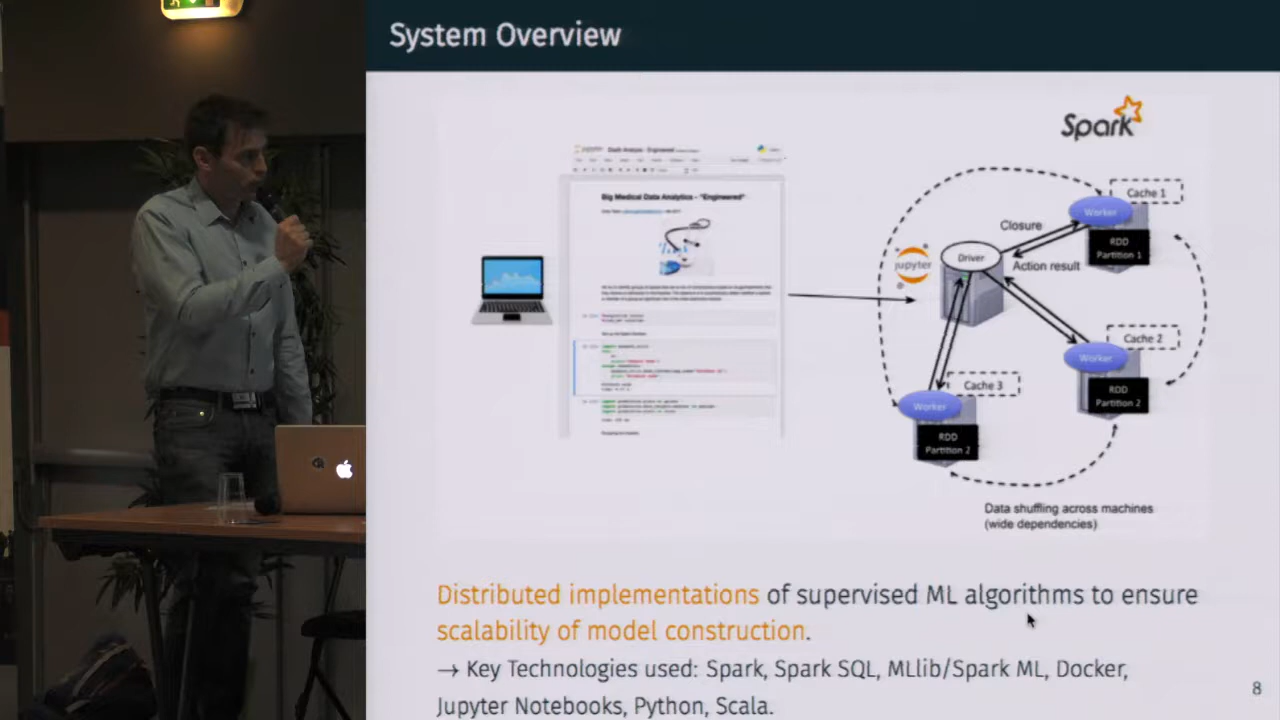 System Overview
Spark
Big Medical Data Analytics - "Engineered"
jupyter
Driver
Closure
Action result
Worker
Cache 1
RDD
Partition 1
Worker
Cache 2
RDD
Partition 2
Worker
Cache 3
RDD
Partition 2
Data shuffling across machines
(wide dependencies)
Distributed implementations of supervised ML algorithms to ensure
scalability of model construction.
→ Key Technologies used: Spark, Spark SQL, MLlib/Spark ML, Docker,
Jupyter Notebooks, Python, Scala.
8